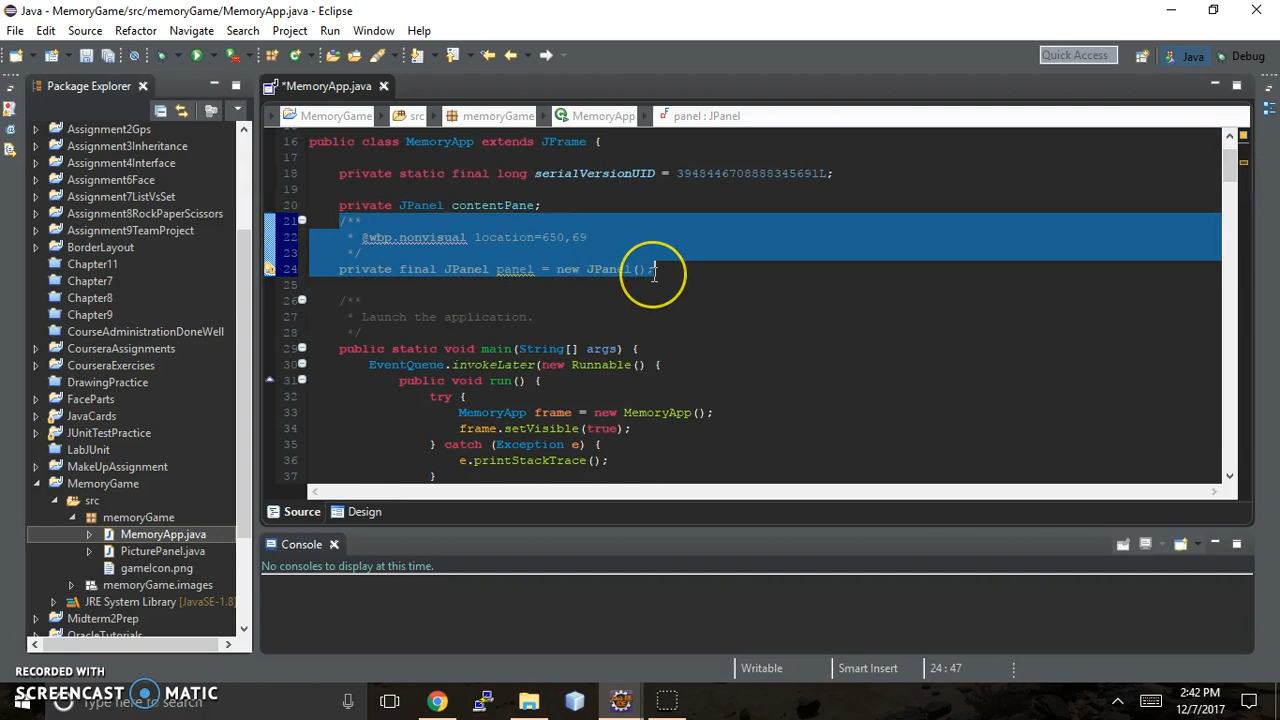 Java - MemoryGame/src/memoryGame/MemoryApp.java - Eclipse
File Edit Source Refactor Navigate Search Project Run Window Help
Quick Access Java Debug
Package Explorer
Assignment2Gps
Assignment3Inheritance
Assignment4Interface
Assignment6Face
Assignment7ListVsSet
Assignment8RockPaperScissors
Assignment9TeamProject
BorderLayout
Chapter11
Chapter7
Chapter8
Chapter9
CourseAdministrationDoneWell
CourseraAssignments
CourseraExercises
DrawingPractice
FaceParts
JavaCards
JUnitTestPractice
LabJUnit
MakeUpAssignment
MemoryGame
src
memoryGame
MemoryApp.java
PicturePanel.java
gameIcon.png
memoryGame.images
JRE System Library [JavaSE-1.8]
Midterm2Prep
OracleTutorials
*MemoryApp.java
MemoryGame src memoryGame MemoryApp panel : JPanel
16 public class MemoryApp extends JFrame {
17
18 private static final long serialVersionUID = 3948446708888345691L;
19
20 private JPanel contentPane;
21 /**
22 * @wbp.nonvisual location=650,69
23 */
24 private final JPanel panel = new JPanel();
25
26 /**
27 * Launch the application.
28 */
29 public static void main(String[] args) {
30 EventQueue.invokeLater(new Runnable() {
31 public void run() {
32 try {
33 MemoryApp frame = new MemoryApp();
34 frame.setVisible(true);
35 } catch (Exception e) {
36 e.printStackTrace();
37 }
Source Design
Console
No consoles to display at this time.
Writable Smart Insert 24 : 47
RECORDED WITH
SCREENCAST MATIC
Type here to search
2:42 PM
12/7/2017